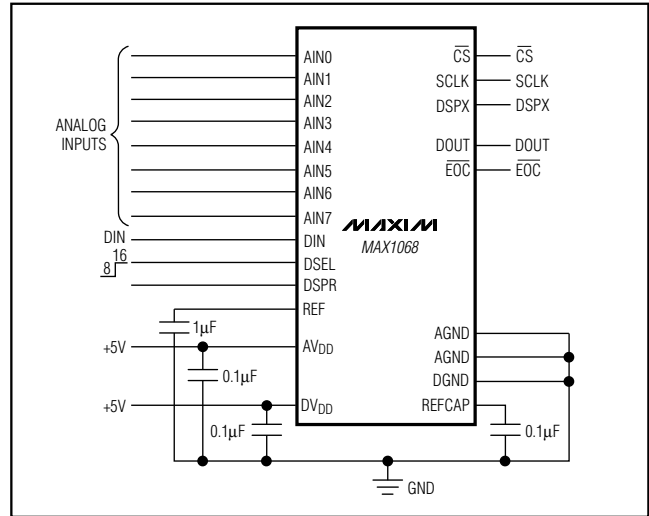 AIN0
AIN1
AIN2
AIN3
AIN4
AIN5
AIN6
AIN7
DIN
DSEL
DSPR
REF
AVDD
DVDD
ANALOG
INPUTS
DIN
16
8
1µF
+5V
0.1µF
+5V
0.1µF
MAXIM
MAX1068
CS
SCLK
DSPX
DOUT
EOC
CS
SCLK
DSPX
DOUT
EOC
AGND
AGND
DGND
REFCAP
0.1µF
GND